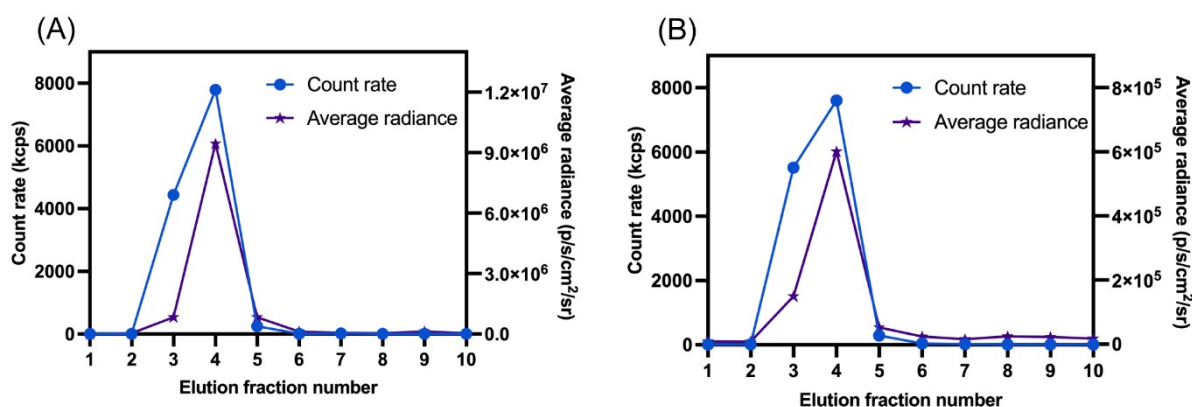 (A)
Count rate (kcps)
8000
6000
4000
2000
0
Count rate
Average radiance
1.2×10⁷
9.0×10⁶
6.0×10⁶
3.0×10⁶
0.0
Average radiance (p/s/cm²/sr)
1 2 3 4 5 6 7 8 9 10
Elution fraction number
(B)
Count rate (kcps)
8000
6000
4000
2000
0
Count rate
Average radiance
8×10⁵
6×10⁵
4×10⁵
2×10⁵
0
Average radiance (p/s/cm²/sr)
1 2 3 4 5 6 7 8 9 10
Elution fraction number